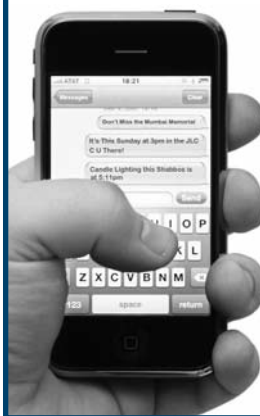 AT&T 18:21
Messages Clear
Don't Miss the Mumbai Memorial
It's This Sunday at 3pm in the JLC
C U There!
Candle Lighting this Shabbos is
at 5:11pm
Send
U I O P
K L
Z X C V B N M
123 space return